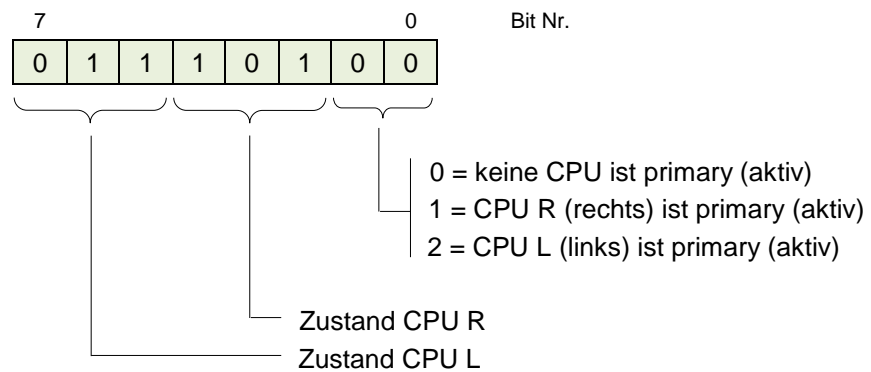 7 0 Bit Nr.
0 1 1 1 0 1 0 0
0 = keine CPU ist primary (aktiv)
1 = CPU R (rechts) ist primary (aktiv)
2 = CPU L (links) ist primary (aktiv)
Zustand CPU R
Zustand CPU L